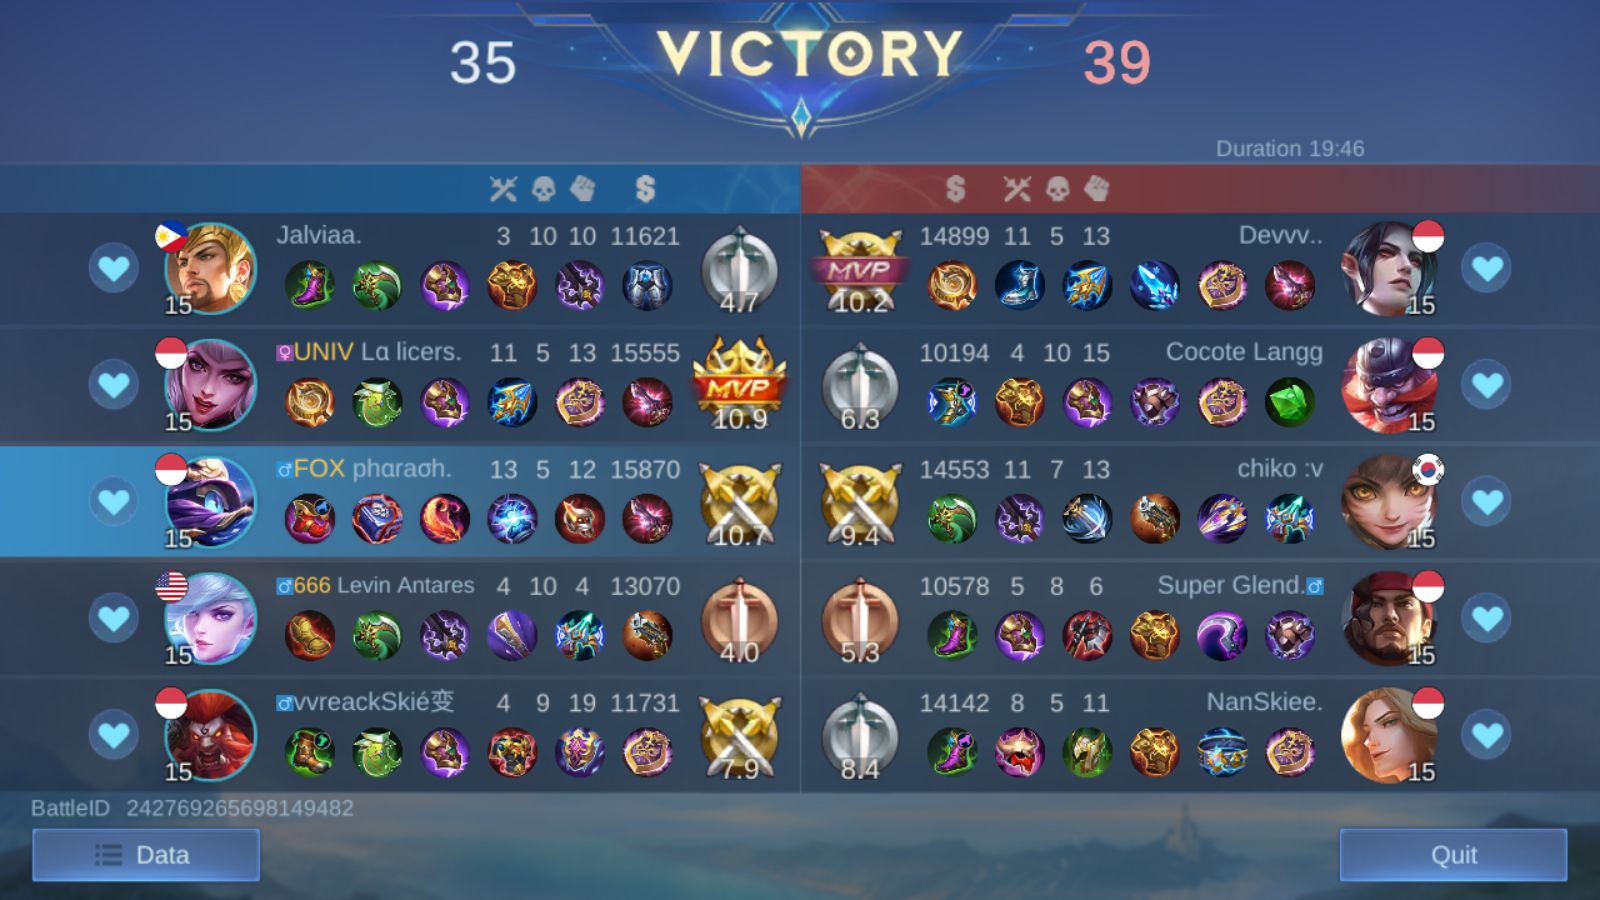 35 VICTORY 39
Duration 19:46
Jalviaa. 3 10 10 11621
15 4.7
MVP 14899 11 5 13 Devvv..
10.2 15
UNIV Lα licers. 11 5 13 15555 MVP
15 10.9
10194 4 10 15 Cocote Langg
6.3 15
FOX phαraσh. 13 5 12 15870
15 10.7
14553 11 7 13 chiko :v
9.4 15
666 Levin Antares 4 10 4 13070
15 4.0
10578 5 8 6 Super Glend.
5.3 15
vvreackSkié变 4 9 19 11731
15 7.9
14142 8 5 11 NanSkiee.
8.4 15
BattleID 242769265698149482
Data
Quit